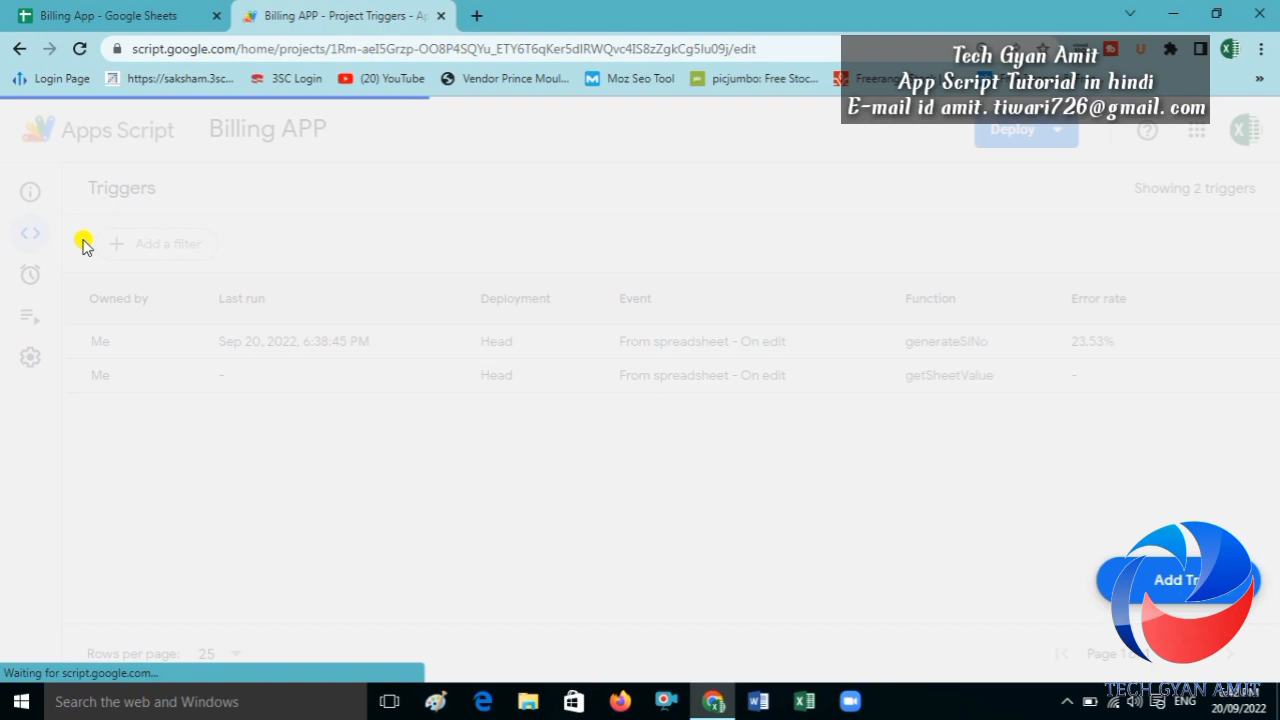 Billing App - Google Sheets
Billing APP - Project Triggers - Ap
script.google.com/home/projects/1Rm-aeI5Grzp-OO8P4SQYu_ETY6T6qKer5dIRWQvc4IS8zZgkCg5Iu09j/edit
Tech Gyan Amit
App Script Tutorial in hindi
E-mail id amit. tiwari726@gmail. com
Login Page
https://saksham.3sc...
3SC Login
(20) YouTube
Vendor Prince Moul...
Moz Seo Tool
picjumbo: Free Stoc...
Apps Script
Billing APP
Deploy
Triggers
Showing 2 triggers
Add a filter
Owned by Last run Deployment Event Function Error rate
Me Sep 20, 2022, 6:38:45 PM Head From spreadsheet - On edit generateSlNo 23.53%
Me - Head From spreadsheet - On edit getSheetValue -
Add Tr
Rows per page: 25
Page 1
Waiting for script.google.com...
TECH GYAN AMIT
Search the web and Windows
ENG
20/09/2022